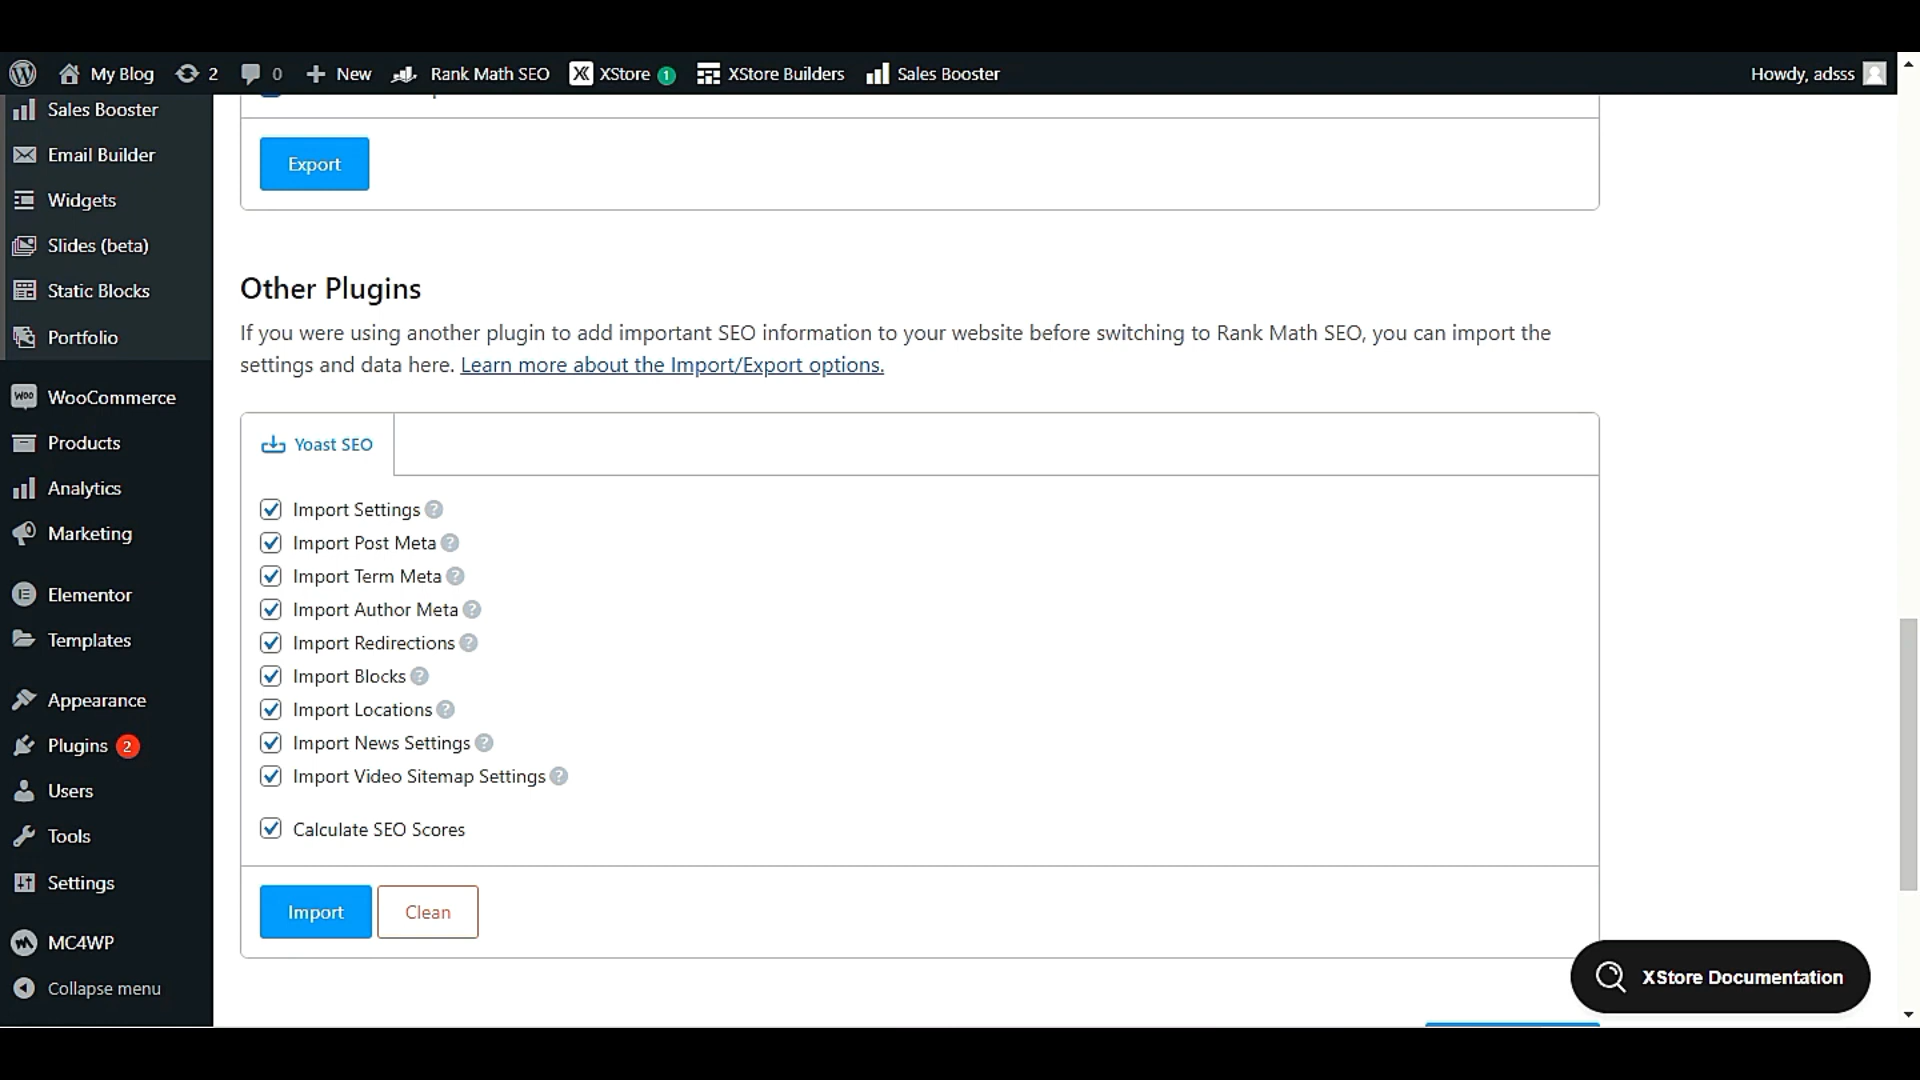 My Blog 2 0 New Rank Math SEO XStore 1 XStore Builders Sales Booster Howdy, adsss
Sales Booster
Email Builder
Widgets
Slides (beta)
Static Blocks
Portfolio
WooCommerce
Products
Analytics
Marketing
Elementor
Templates
Appearance
Plugins 2
Users
Tools
Settings
MC4WP
Collapse menu
Export
Other Plugins
If you were using another plugin to add important SEO information to your website before switching to Rank Math SEO, you can import the
settings and data here. Learn more about the Import/Export options.
Yoast SEO
Import Settings ?
Import Post Meta ?
Import Term Meta ?
Import Author Meta ?
Import Redirections ?
Import Blocks ?
Import Locations ?
Import News Settings ?
Import Video Sitemap Settings ?
Calculate SEO Scores
Import Clean
XStore Documentation